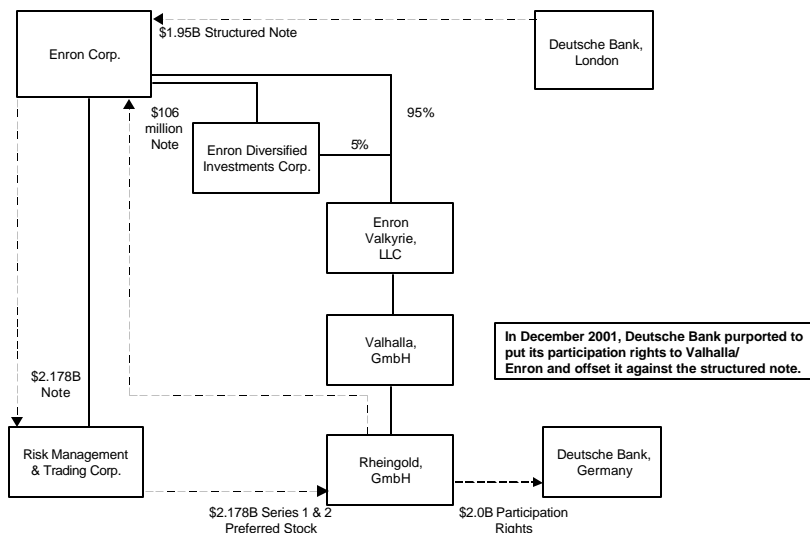 $1.95B Structured Note
Enron Corp.
Deutsche Bank,
London
$106
million
Note
95%
Enron Diversified
Investments Corp.
5%
Enron
Valkyrie,
LLC
Valhalla,
GmbH
In December 2001, Deutsche Bank purported to
put its participation rights to Valhalla/
Enron and offset it against the structured note.
$2.178B
Note
Risk Management
& Trading Corp.
Rheingold,
GmbH
Deutsche Bank,
Germany
$2.178B Series 1 & 2
Preferred Stock
$2.0B Participation
Rights